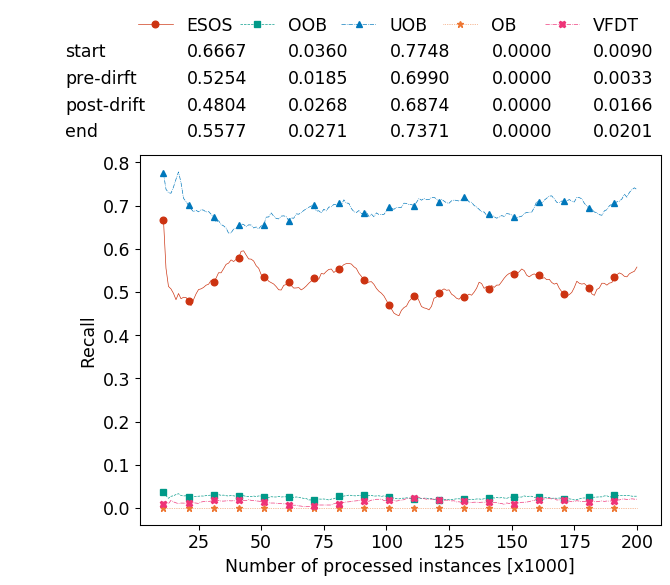 ESOS OOB UOB OB VFDT
start 0.6667 0.0360 0.7748 0.0000 0.0090
pre-dirft 0.5254 0.0185 0.6990 0.0000 0.0033
post-drift 0.4804 0.0268 0.6874 0.0000 0.0166
end 0.5577 0.0271 0.7371 0.0000 0.0201
0.8
0.7
0.6
0.5
0.4
0.3
0.2
0.1
0.0
Recall
25 50 75 100 125 150 175 200
Number of processed instances [x1000]